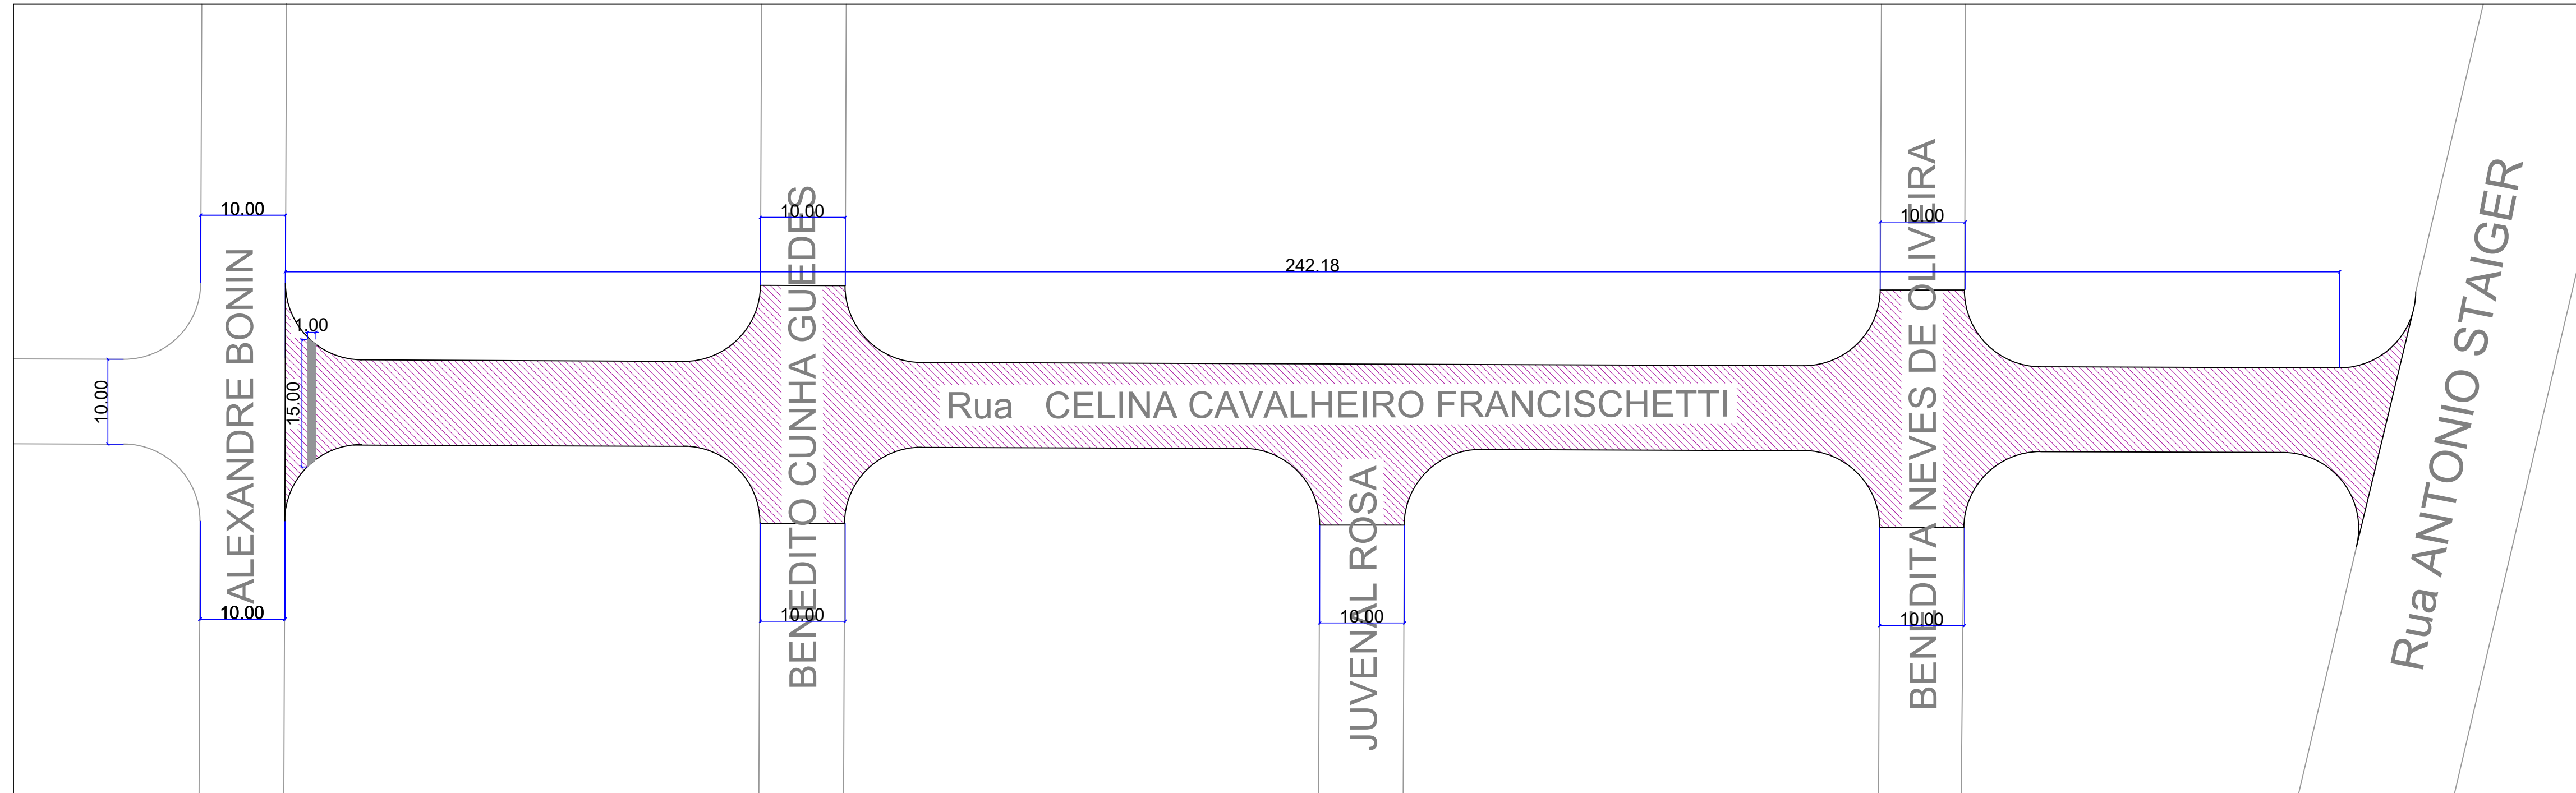 10.00
10.00
10.00
242.18
1.00
10.00
15.00
ALEXANDRE BONIN
BENEDITO CUNHA GUEDES
Rua CELINA CAVALHEIRO FRANCISCHETTI
JUVENAL ROSA
BENEDITA NEVES DE OLIVEIRA
Rua ANTONIO STAIGER
10.00
10.00
10.00
10.00